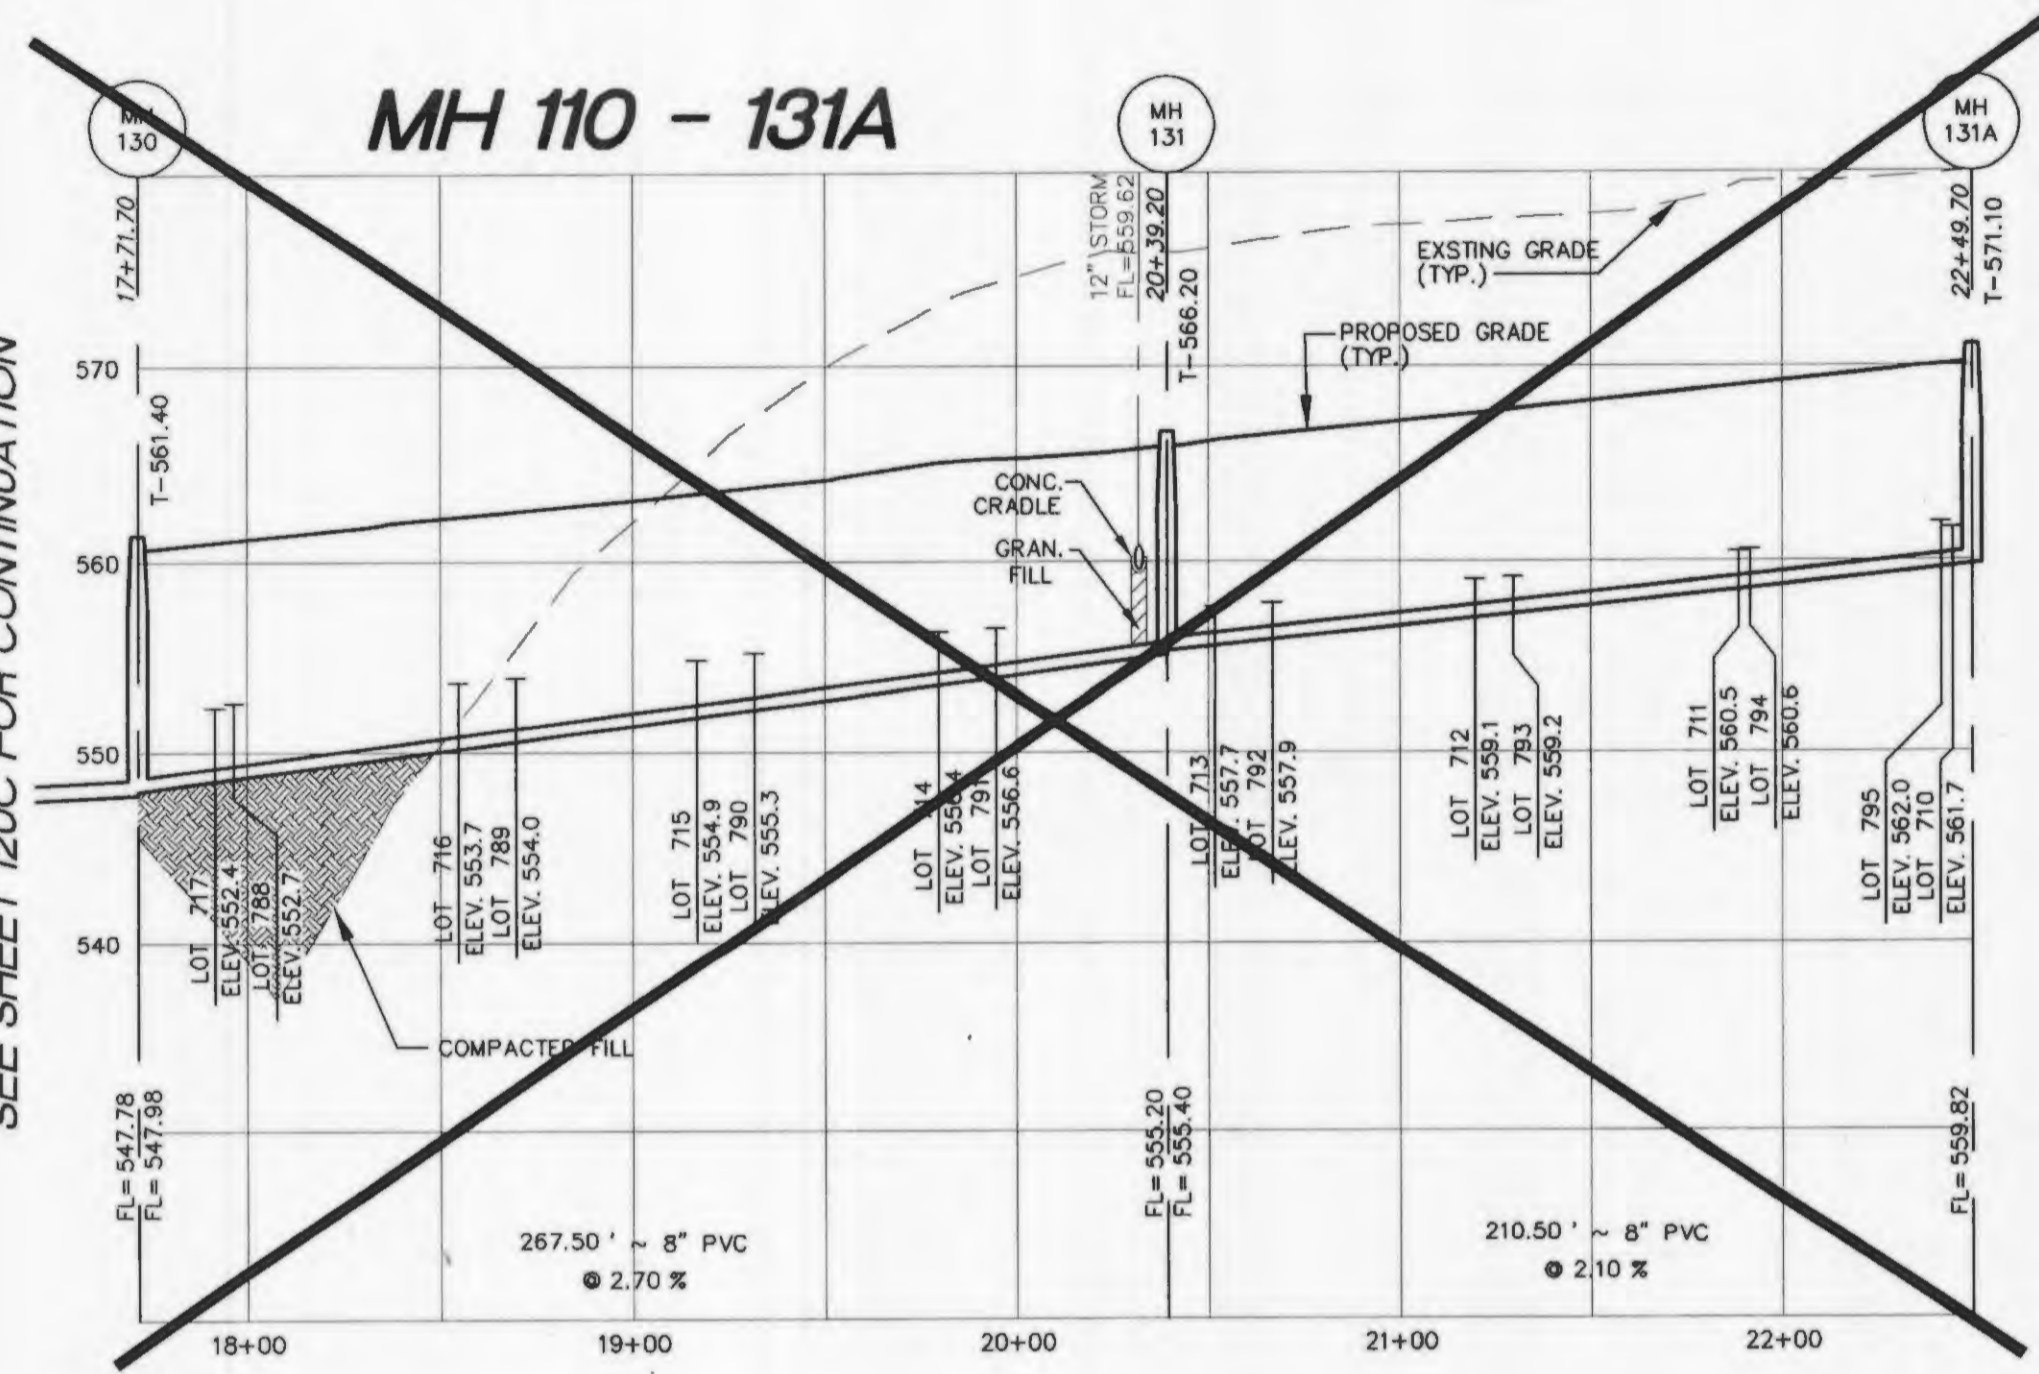 MH 110 - 131A
MH
130
MH
131
MH
131A
17+71.70
T-561.40
12" STORM
FL=559.62
20+39.20
T-566.20
22+49.70
T-571.10
EXSTING GRADE
(TYP.)
PROPOSED GRADE
(TYP.)
CONC.
CRADLE
GRAN.
FILL
570
560
550
540
SEE SHEET 120C FOR CONTINUATION
LOT 717
ELEV. 552.4
LOT 788
ELEV. 552.7
LOT 716
ELEV. 553.7
LOT 789
ELEV. 554.0
LOT 715
ELEV. 554.9
LOT 790
ELEV. 555.3
LOT 714
ELEV. 556.4
LOT 791
ELEV. 556.6
LOT 713
ELEV. 557.7
LOT 792
ELEV. 557.9
LOT 712
ELEV. 559.1
LOT 793
ELEV. 559.2
LOT 711
ELEV. 560.5
LOT 794
ELEV. 560.6
LOT 795
ELEV. 562.0
LOT 710
ELEV. 561.7
COMPACTED FILL
FL= 547.78
FL= 547.98
FL= 555.20
FL= 555.40
FL= 559.82
267.50 ' ~ 8" PVC
@ 2.70 %
210.50 ' ~ 8" PVC
@ 2.10 %
18+00 19+00 20+00 21+00 22+00